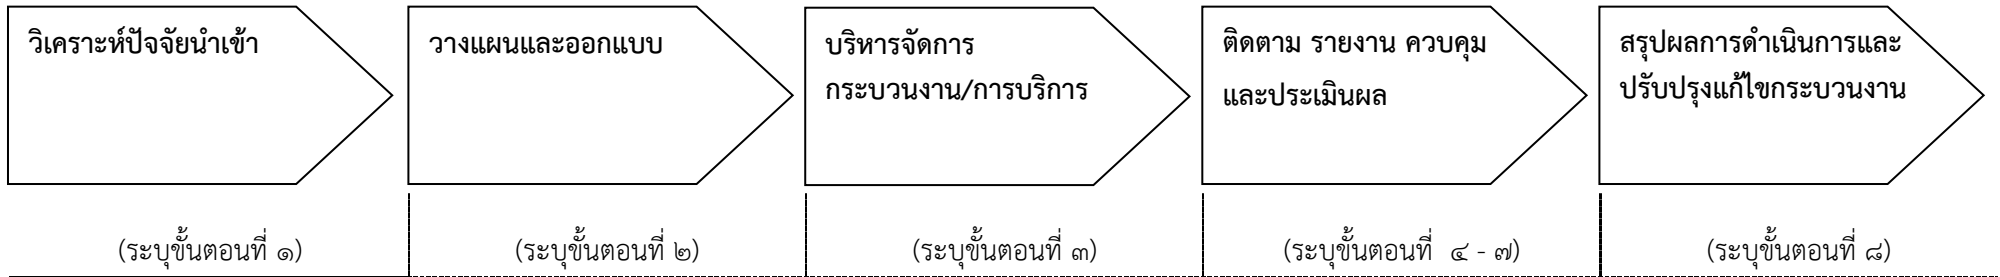 วิเคราะห์ปัจจัยนำเข้า
วางแผนและออกแบบ
บริหารจัดการ
กระบวนงาน/การบริการ
ติดตาม รายงาน ควบคุม
และประเมินผล
สรุปผลการดำเนินการและ
ปรับปรุงแก้ไขกระบวนงาน
(ระบุขั้นตอนที่ ๑)
(ระบุขั้นตอนที่ ๒)
(ระบุขั้นตอนที่ ๓)
(ระบุขั้นตอนที่ ๔ - ๗)
(ระบุขั้นตอนที่ ๘)